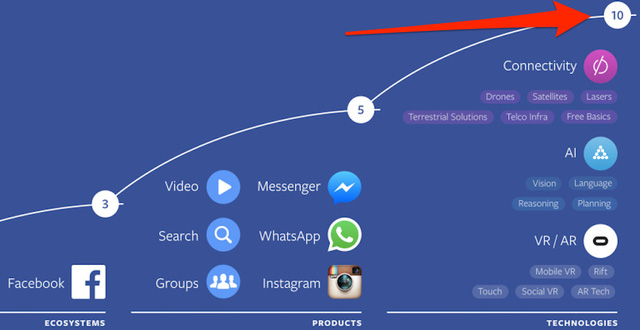 10
Connectivity
Drones Satellites Lasers
Terrestrial Solutions Telco Infra Free Basics
5
AI
Vision Language
Reasoning Planning
3
Video Messenger
Search WhatsApp
Groups Instagram
VR / AR
Mobile VR Rift
Touch Social VR AR Tech
Facebook
ECOSYSTEMS PRODUCTS TECHNOLOGIES